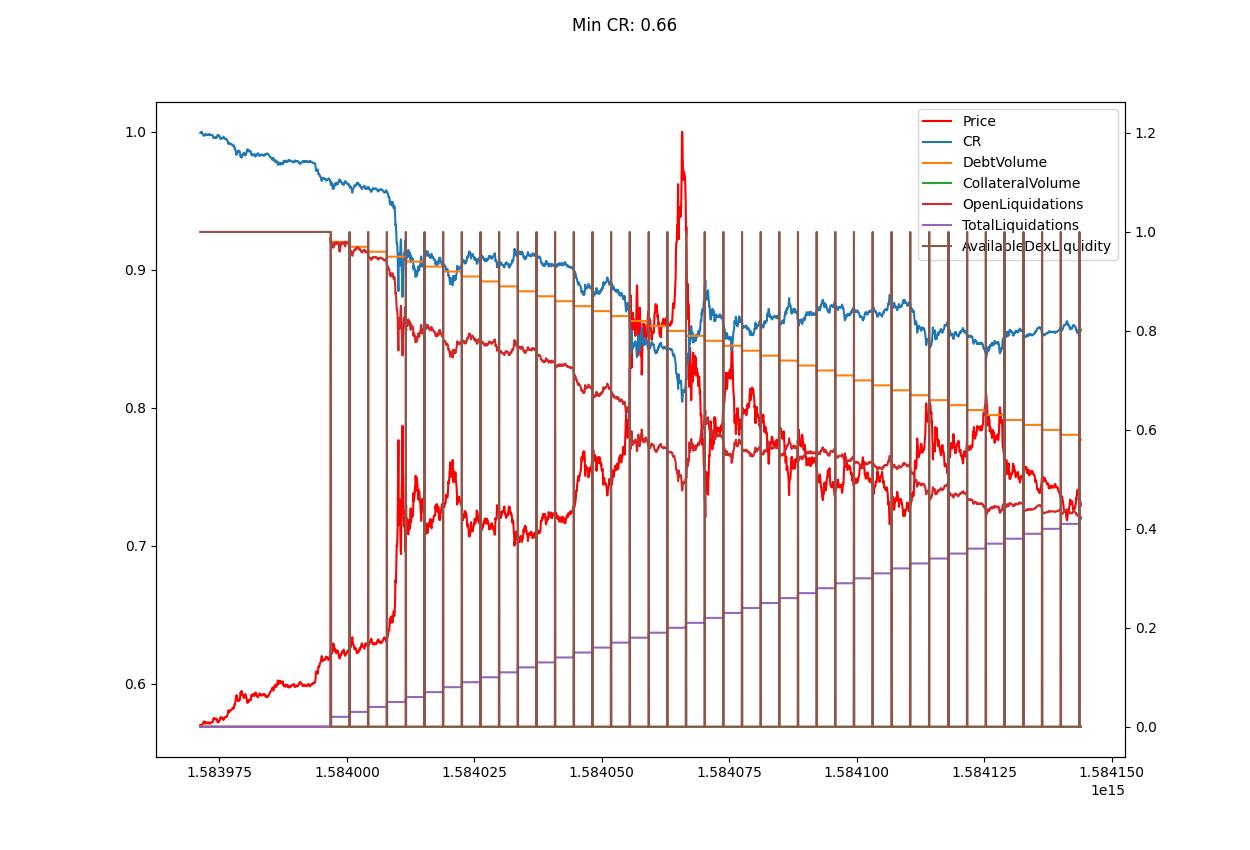 Min CR: 0.66
1.0
0.9
0.8
0.7
0.6
1.2
1.0
0.8
0.6
0.4
0.2
0.0
Price
CR
DebtVolume
CollateralVolume
OpenLiquidations
TotalLiquidations
AvailableDexLiquidity
1.583975 1.584000 1.584025 1.584050 1.584075 1.584100 1.584125 1.584150
1e15